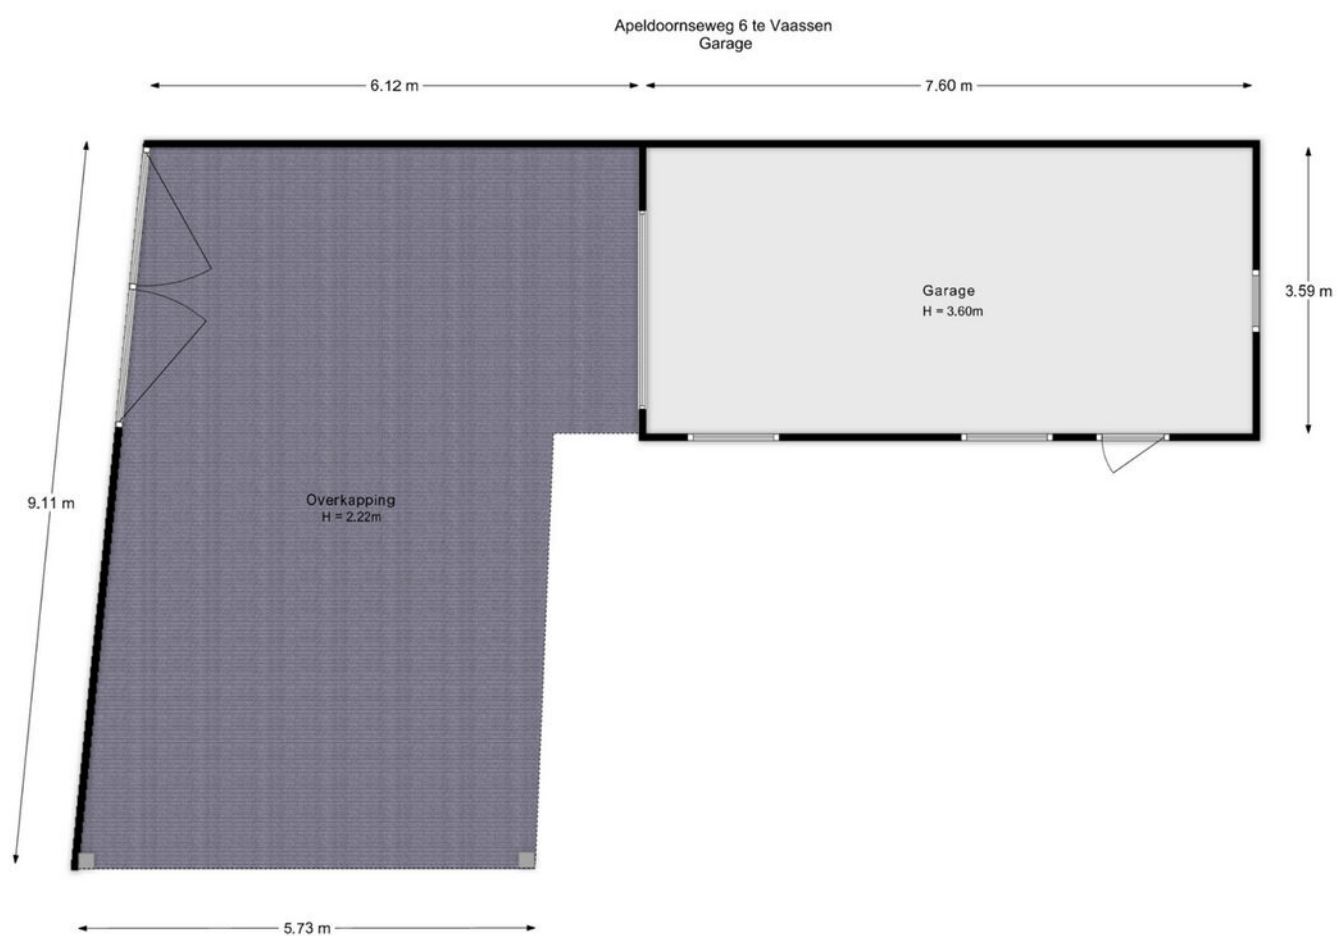 Apeldoornseweg 6 te Vaassen
Garage
6.12 m
7.60 m
Garage
H = 3.60m
3.59 m
9.11 m
Overkapping
H = 2.22m
5.73 m